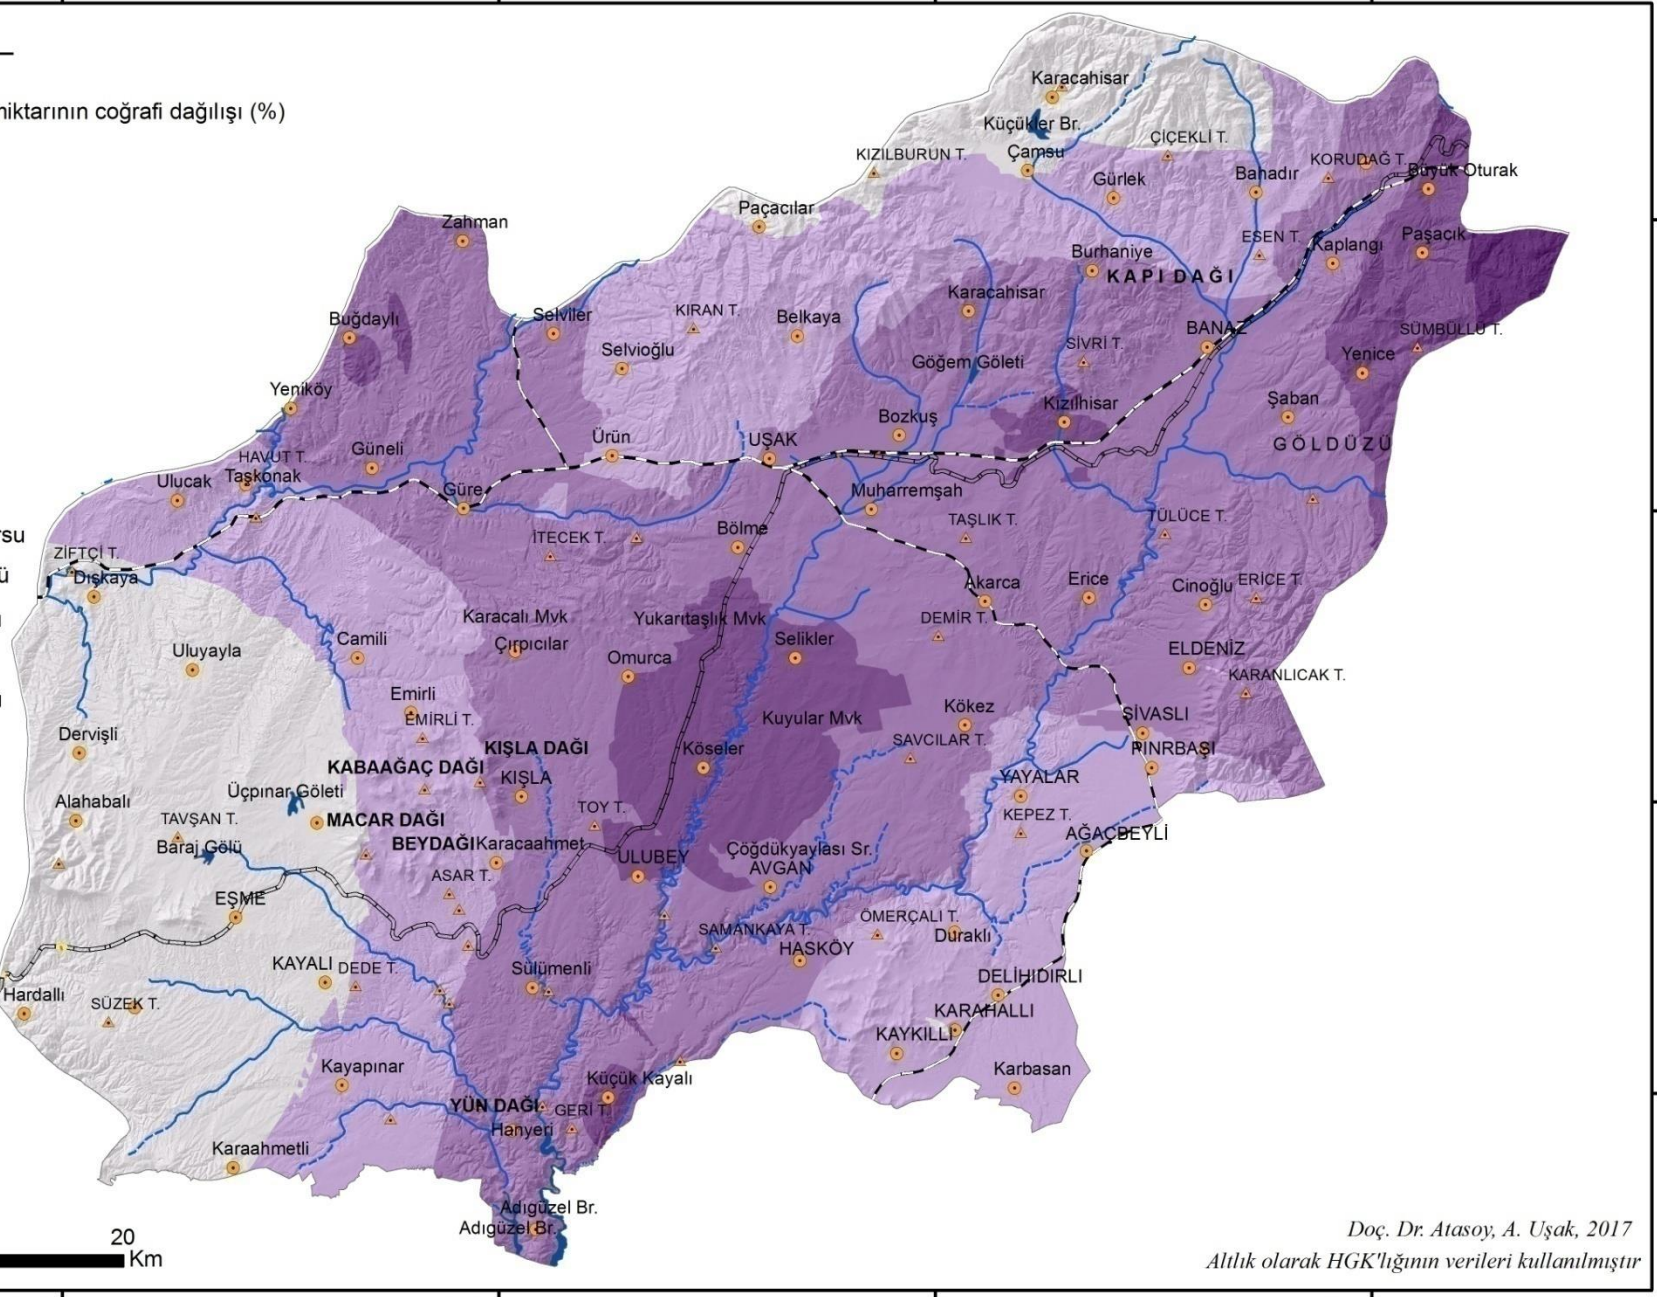 miktarının coğrafi dağılışı (%)
Karacahisar
Küçükler Br.
ÇİÇEKLİ T.
KIZILBURUN T.
Çamsu
KORUDAĞ T.
Büyük Oturak
Gürlek
Bahadır
Paçacılar
Zahman
ESEN T.
Kaplangı
Paşacık
Burhaniye
KAPI DAĞI
Karacahisar
Buğdaylı
Selviler
KIRAN T.
Belkaya
BANAZ
SÜMBÜLLÜ T.
Selvioğlu
SİVRİ T.
Göğem Göleti
Yenice
Yeniköy
Kızılhisar
Şaban
Bozkuş
Ürün
UŞAK
GÖLDÜZÜ
Güneli
HAVUT T.
Taşkonak
Ulucak
Güre
Muharremşah
TAŞLIK T.
TÜLÜCE T.
Bölme
İTECEK T.
rsu
ZİFTÇİ T.
Dışkaya
ü
Akarca
Erice
Cinoğlu
ERİCE T.
Karacalı Mvk
Yukarıtaşlık Mvk
DEMİR T.
Çırpıcılar
Selikler
Camili
Uluyayla
Omurca
ELDENİZ
KARANLICAK T.
Emirli
EMİRLİ T.
Kuyular Mvk
Kökez
SİVASLI
Dervişli
KIŞLA DAĞI
Köseler
SAVCILAR T.
PINRBAŞI
KABAAĞAÇ DAĞI
KIŞLA
YAYALAR
Üçpınar Göleti
Alahabalı
TAVŞAN T.
MACAR DAĞI
TOY T.
KEPEZ T.
AĞAÇBEYLİ
Baraj Gölü
BEYDAĞI
Karacaahmet
ULUBEY
Çöğdükyaylası Sr.
AVGAN
ASAR T.
EŞME
ÖMERÇALI T.
Duraklı
SAMANKAYA T.
HASKÖY
KAYALI
DEDE T.
Sülümenli
DELİHIDIRLI
Hardallı
SÜZEK T.
KARAHALLI
KAYKILLI
Kayapınar
Küçük Kayalı
Karbasan
YÜN DAĞI
GERİ T.
Hanyeri
Karaahmetli
Adıgüzel Br.
Adıgüzel Br.
20
Km
Doç. Dr. Atasoy, A. Uşak, 2017
Altlık olarak HGK'lığının verileri kullanılmıştır